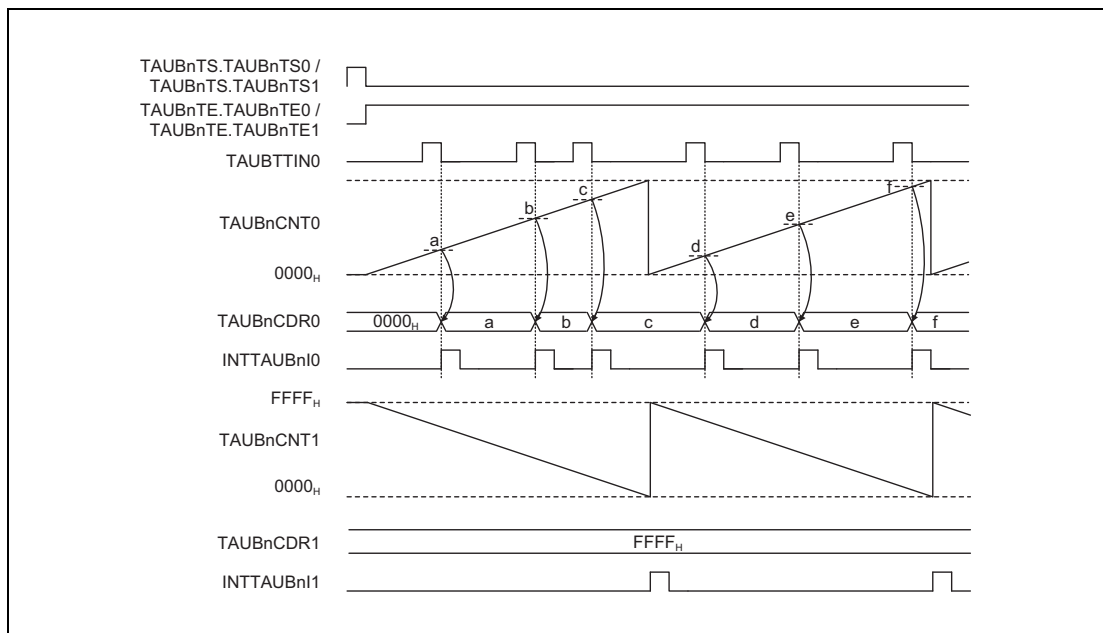 TAUBnTS.TAUBnTS0 /
TAUBnTS.TAUBnTS1
TAUBnTE.TAUBnTE0 /
TAUBnTE.TAUBnTE1
TAUBTTIN0
a
b
c
d
e
f
TAUBnCNT0
0000H
TAUBnCDR0
0000H
a
b
c
d
e
f
INTTAUBnI0
FFFFH
TAUBnCNT1
0000H
TAUBnCDR1
FFFFH
INTTAUBnI1